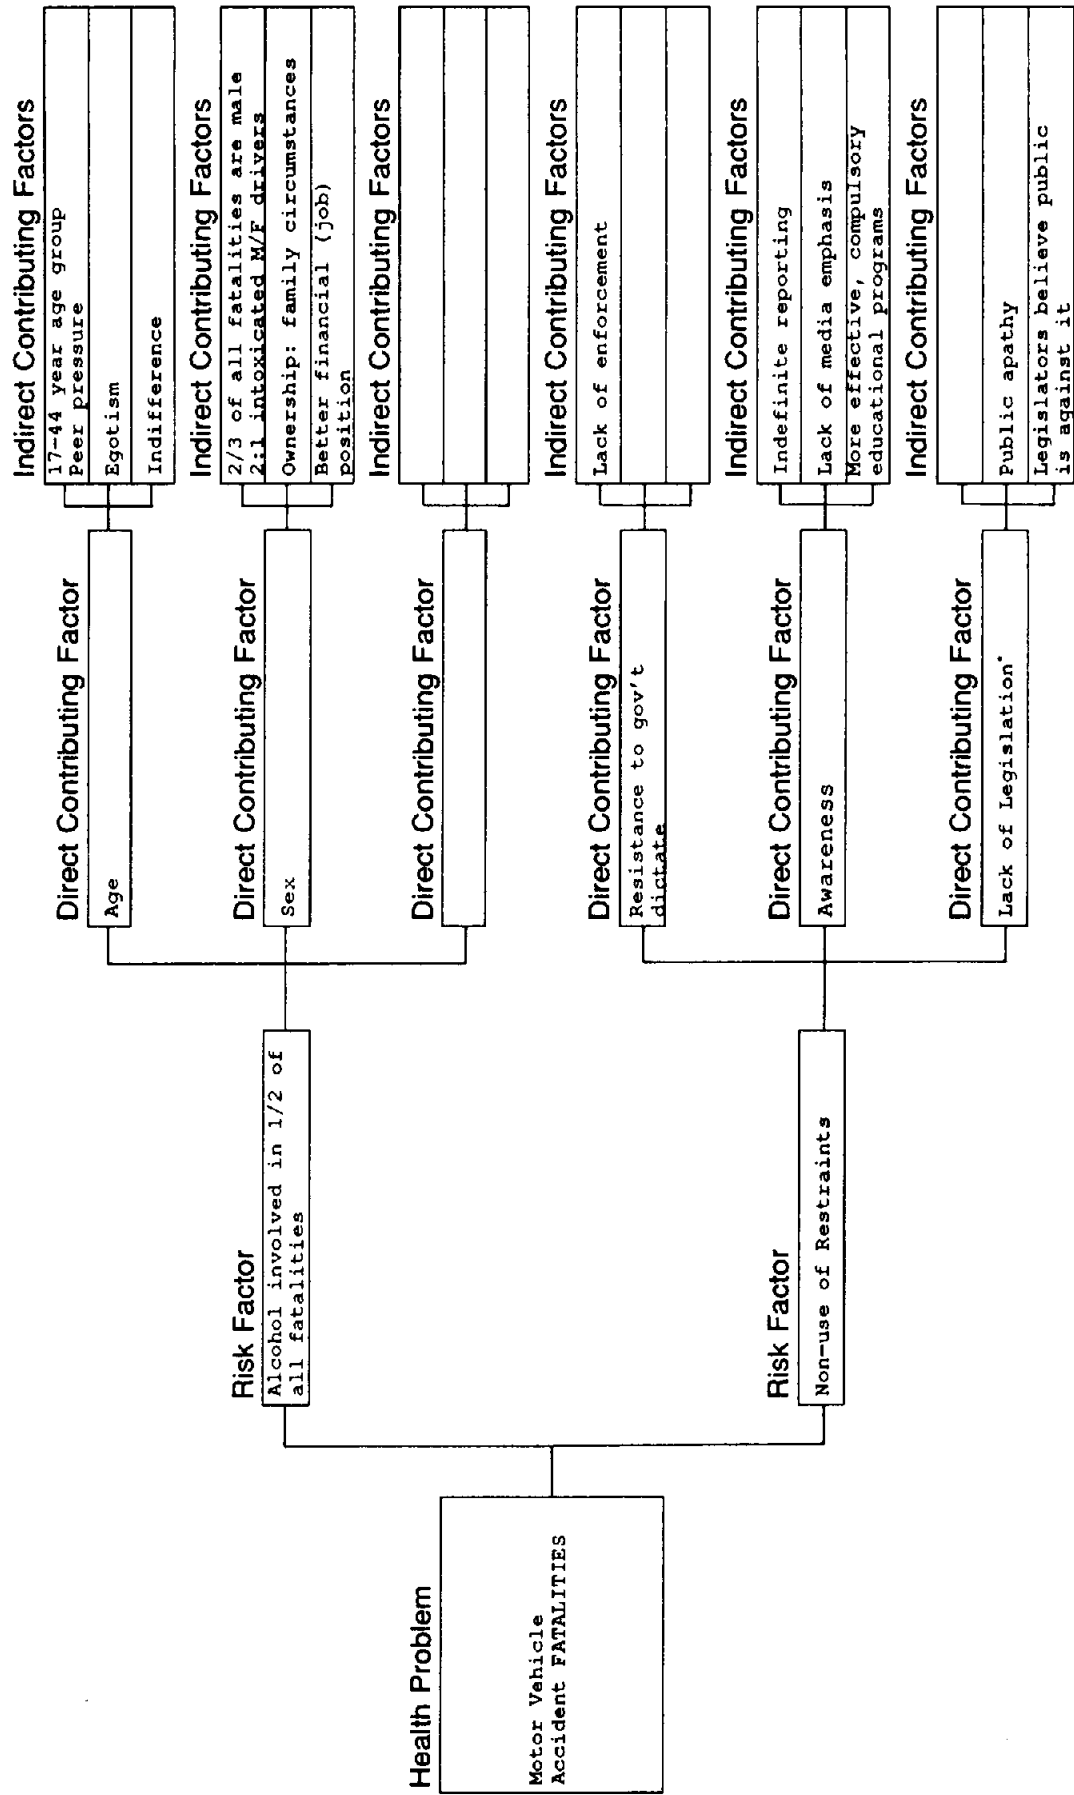 Health Problem
Motor Vehicle
Accident FATALITIES
Risk Factor
Alcohol involved in 1/2 of
all fatalities
Direct Contributing Factor
Age
Indirect Contributing Factors
17-44 year age group
Peer pressure
Egotism
Indifference
Direct Contributing Factor
Sex
Indirect Contributing Factors
2/3 of all fatalities are male
2:1 intoxicated M/F drivers
Ownership: family circumstances
Better financial (job)
position
Direct Contributing Factor
Indirect Contributing Factors
Risk Factor
Non-use of Restraints
Direct Contributing Factor
Resistance to gov't
dictate
Indirect Contributing Factors
Lack of enforcement
Direct Contributing Factor
Awareness
Indirect Contributing Factors
Indefinite reporting
Lack of media emphasis
More effective, compulsory
educational programs
Direct Contributing Factor
Lack of Legislation*
Indirect Contributing Factors
Public apathy
Legislators believe public
is against it